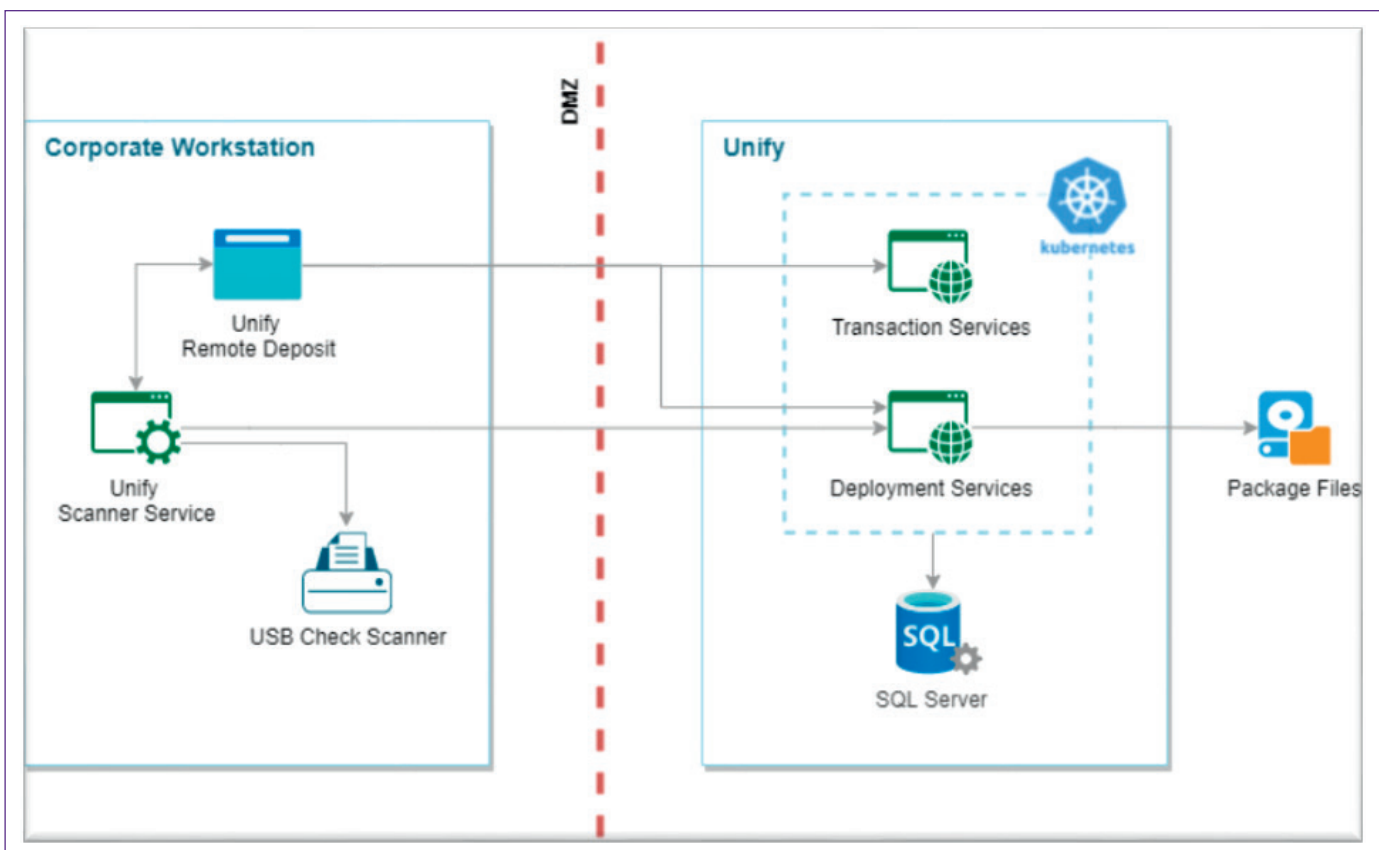 DMZ
Corporate Workstation
Unify
Remote Deposit
Unify
Scanner Service
USB Check Scanner
Unify
kubernetes
Transaction Services
Deployment Services
Package Files
SQL
SQL Server